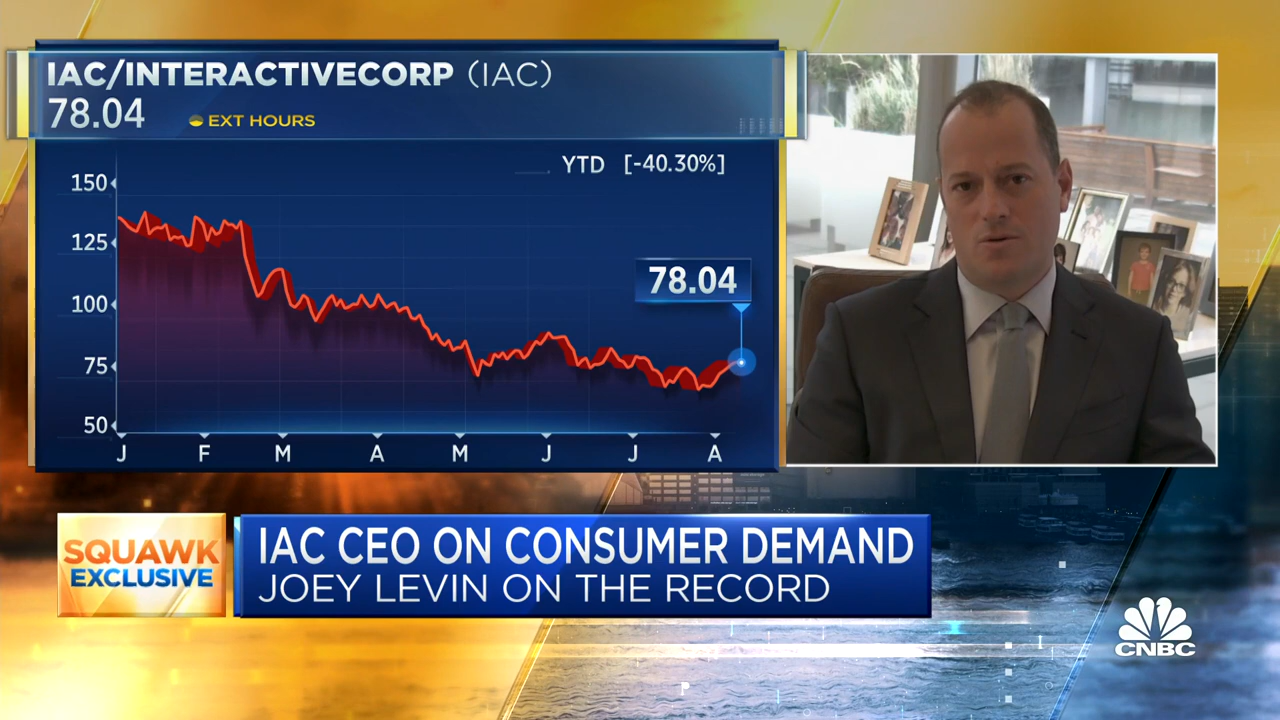 IAC/INTERACTIVECORP (IAC)
78.04 EXT HOURS
YTD [-40.30%]
150
125
100
75
50
78.04
J F M A M J J A
SQUAWK
EXCLUSIVE
IAC CEO ON CONSUMER DEMAND
JOEY LEVIN ON THE RECORD
CNBC
P